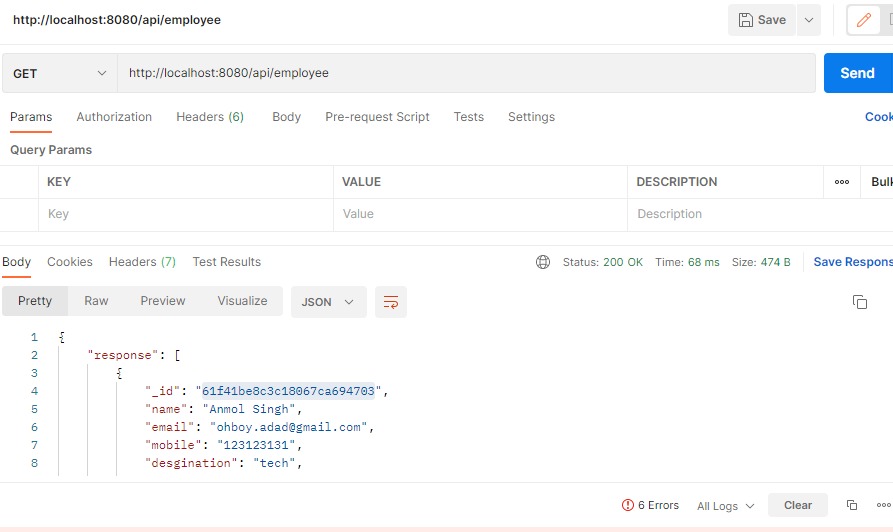 http://localhost:8080/api/employee Save
GET http://localhost:8080/api/employee Send
Params Authorization Headers (6) Body Pre-request Script Tests Settings Cook
Query Params
KEY VALUE DESCRIPTION ooo Bulk
Key Value Description
Body Cookies Headers (7) Test Results Status: 200 OK Time: 68 ms Size: 474 B Save Respons
Pretty Raw Preview Visualize JSON
1 {
2 "response": [
3 {
4 "_id": "61f41be8c3c18067ca694703",
5 "name": "Anmol Singh",
6 "email": "ohboy.adad@gmail.com",
7 "mobile": "123123131",
8 "desgination": "tech",
6 Errors All Logs Clear ooo